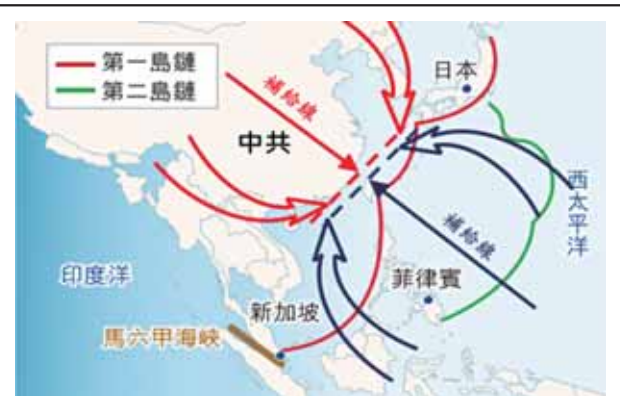 第一島鏈
第二島鏈
日本
補給線
中共
西太平洋
補給線
印度洋
菲律賓
新加坡
馬六甲海峽